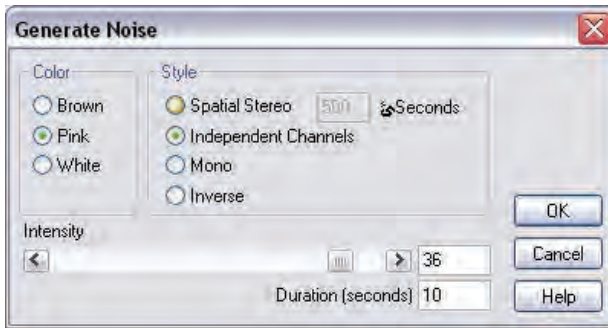 Generate Noise
Color
Style
Brown
Spatial Stereo
500
Seconds
Pink
Independent Channels
White
Mono
Inverse
OK
Intensity
36
Cancel
Duration (seconds) 10
Help